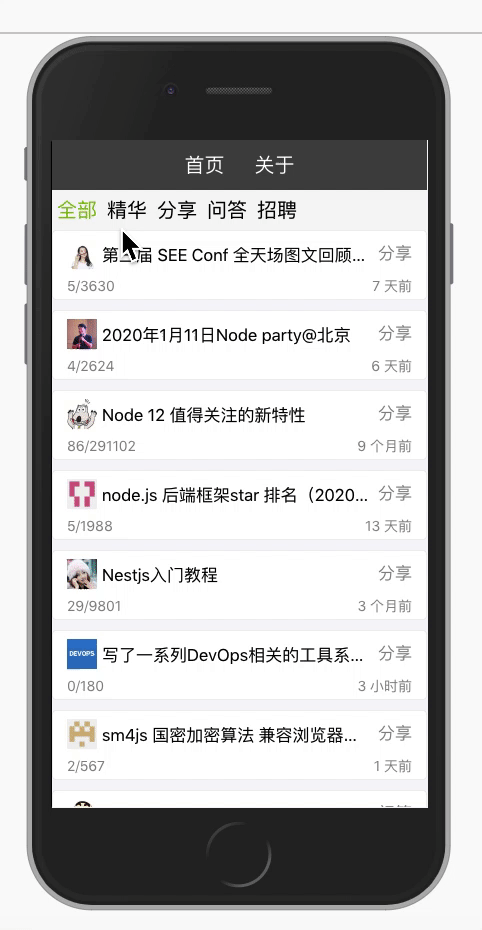 首页 关于
全部 精华 分享 问答 招聘
第 届 SEE Conf 全天场图文回顾... 分享
5/3630 7 天前
2020年1月11日Node party@北京 分享
4/2624 6 天前
Node 12 值得关注的新特性 分享
86/291102 9 个月前
node.js 后端框架star 排名（2020... 分享
5/1988 13 天前
Nestjs入门教程 分享
29/9801 3 个月前
DEVOPS 写了一系列DevOps相关的工具系... 分享
0/180 3 小时前
sm4js 国密加密算法 兼容浏览器... 分享
2/567 1 天前